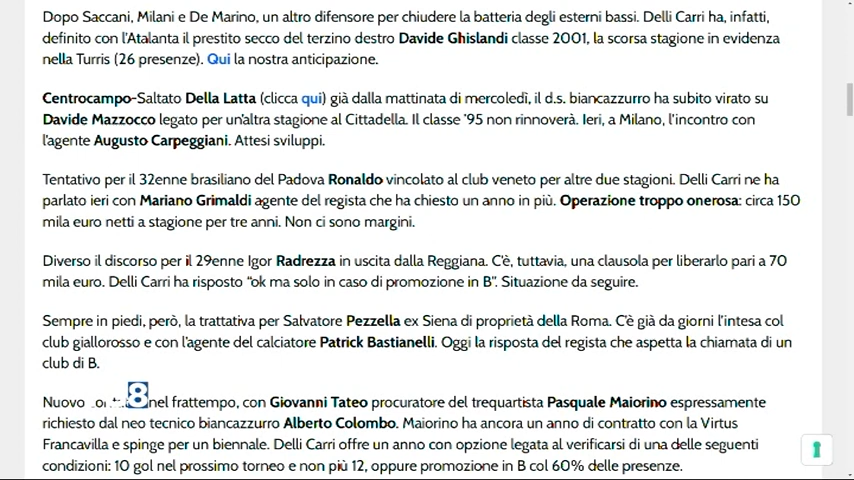 Dopo Saccani, Milani e De Marino, un altro difensore per chiudere la batteria degli esterni bassi. Delli Carri ha, infatti,
definito con l'Atalanta il prestito secco del terzino destro Davide Ghislandi classe 2001, la scorsa stagione in evidenza
nella Turris (26 presenze). Qui la nostra anticipazione.
Centrocampo-Saltato Della Latta (clicca qui) già dalla mattinata di mercoledì, il d.s. biancazzurro ha subito virato su
Davide Mazzocco legato per un'altra stagione al Cittadella. Il classe '95 non rinnoverà. Ieri, a Milano, l'incontro con
l'agente Augusto Carpeggiani. Attesi sviluppi.
Tentativo per il 32enne brasiliano del Padova Ronaldo vincolato al club veneto per altre due stagioni. Delli Carri ne ha
parlato ieri con Mariano Grimaldi agente del regista che ha chiesto un anno in più. Operazione troppo onerosa: circa 150
mila euro netti a stagione per tre anni. Non ci sono margini.
Diverso il discorso per il 29enne Igor Radrezza in uscita dalla Reggiana. C'è, tuttavia, una clausola per liberarlo pari a 70
mila euro. Delli Carri ha risposto "ok ma solo in caso di promozione in B". Situazione da seguire.
Sempre in piedi, però, la trattativa per Salvatore Pezzella ex Siena di proprietà della Roma. C'è già da giorni l'intesa col
club giallorosso e con l'agente del calciatore Patrick Bastianelli. Oggi la risposta del regista che aspetta la chiamata di un
club di B.
Nuovo 8 nel frattempo, con Giovanni Tateo procuratore del trequartista Pasquale Maiorino espressamente
richiesto dal neo tecnico biancazzurro Alberto Colombo. Maiorino ha ancora un anno di contratto con la Virtus
Francavilla e spinge per un biennale. Delli Carri offre un anno con opzione legata al verificarsi di una delle seguenti
condizioni: 10 gol nel prossimo torneo e non più 12, oppure promozione in B col 60% delle presenze.